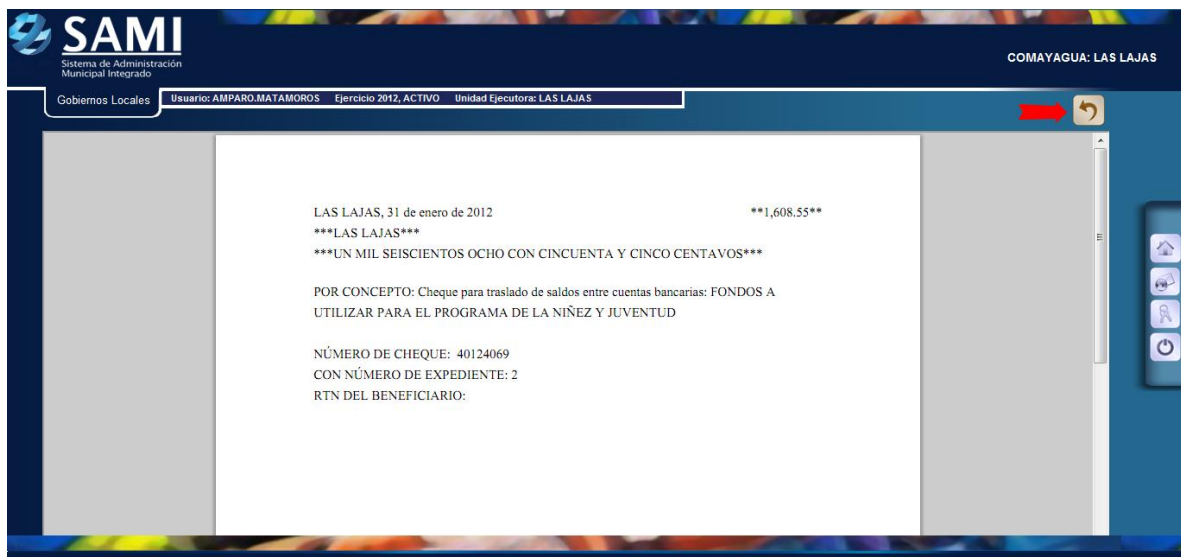 SAMI
Sistema de Administración
Municipal Integrado
COMAYAGUA: LAS LAJAS
Gobiernos Locales
Usuario: AMPARO.MATAMOROS Ejercicio 2012, ACTIVO Unidad Ejecutora: LAS LAJAS
LAS LAJAS, 31 de enero de 2012 **1,608.55**
***LAS LAJAS***
***UN MIL SEISCIENTOS OCHO CON CINCUENTA Y CINCO CENTAVOS***
POR CONCEPTO: Cheque para traslado de saldos entre cuentas bancarias: FONDOS A
UTILIZAR PARA EL PROGRAMA DE LA NIÑEZ Y JUVENTUD
NÚMERO DE CHEQUE: 40124069
CON NÚMERO DE EXPEDIENTE: 2
RTN DEL BENEFICIARIO: